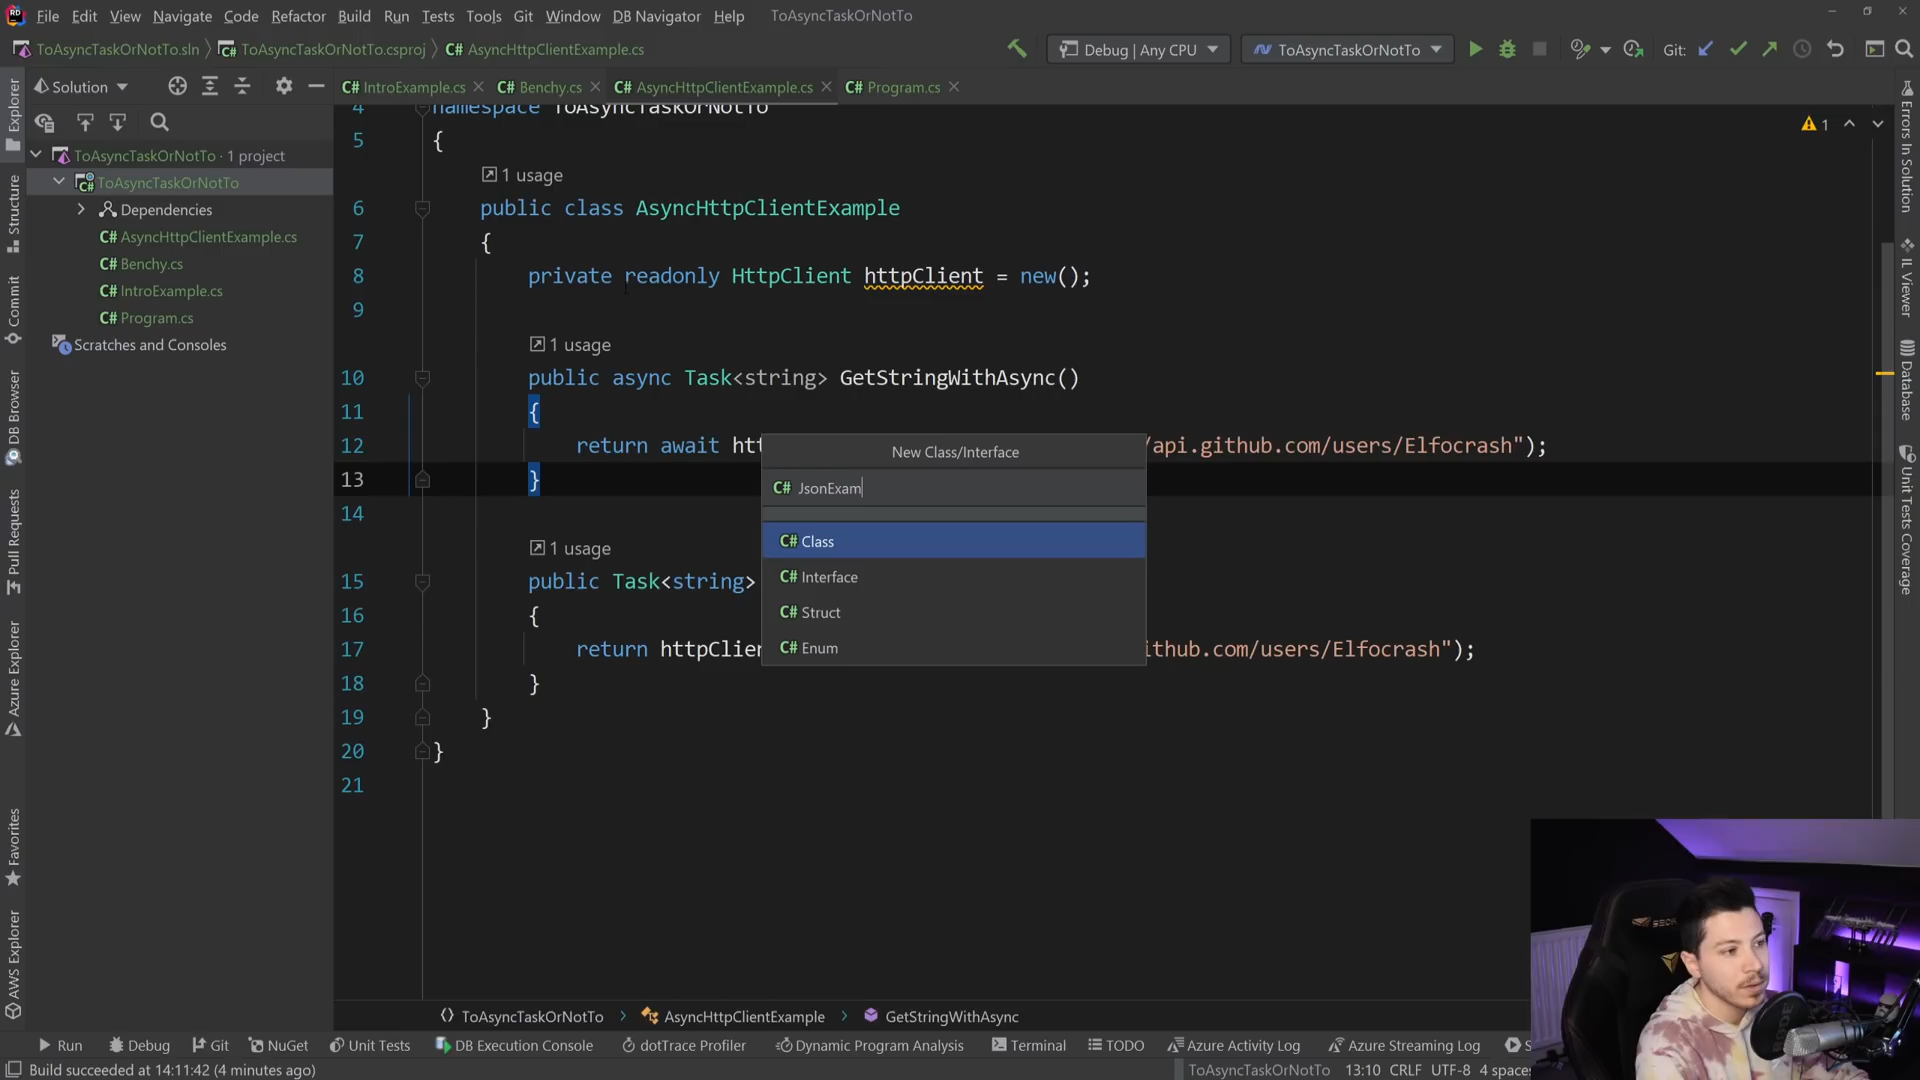 RD File Edit View Navigate Code Refactor Build Run Tests Tools Git Window DB Navigator Help ToAsyncTaskOrNotTo
ToAsyncTaskOrNotTo.sln ToAsyncTaskOrNotTo.csproj C# AsyncHttpClientExample.cs Debug | Any CPU ToAsyncTaskOrNotTo Git:
Solution
C# IntroExample.cs C# Benchy.cs C# AsyncHttpClientExample.cs C# Program.cs
ToAsyncTaskOrNotTo · 1 project
ToAsyncTaskOrNotTo
Dependencies
C# AsyncHttpClientExample.cs
C# Benchy.cs
C# IntroExample.cs
C# Program.cs
Scratches and Consoles
Explorer
Structure
Commit
DB Browser
Pull Requests
Azure Explorer
Favorites
AWS Explorer
4 namespace ToAsyncTaskOrNotTo
1
5 {
1 usage
6 public class AsyncHttpClientExample
7 {
8 private readonly HttpClient httpClient = new();
9
1 usage
10 public async Task<string> GetStringWithAsync()
11 {
12 return await htt /api.github.com/users/Elfocrash");
13 }
14
1 usage
15 public Task<string>
16 {
17 return httpClien ithub.com/users/Elfocrash");
18 }
19 }
20 }
21
New Class/Interface
C# JsonExam
C# Class
C# Interface
C# Struct
C# Enum
Errors In Solution
IL Viewer
Database
Unit Tests Coverage
ToAsyncTaskOrNotTo AsyncHttpClientExample GetStringWithAsync
Run Debug Git NuGet Unit Tests DB Execution Console dotTrace Profiler Dynamic Program Analysis Terminal TODO Azure Activity Log Azure Streaming Log S
Build succeeded at 14:11:42 (4 minutes ago) ToAsyncTaskOrNotTo 13:10 CRLF UTF-8 4 spaces